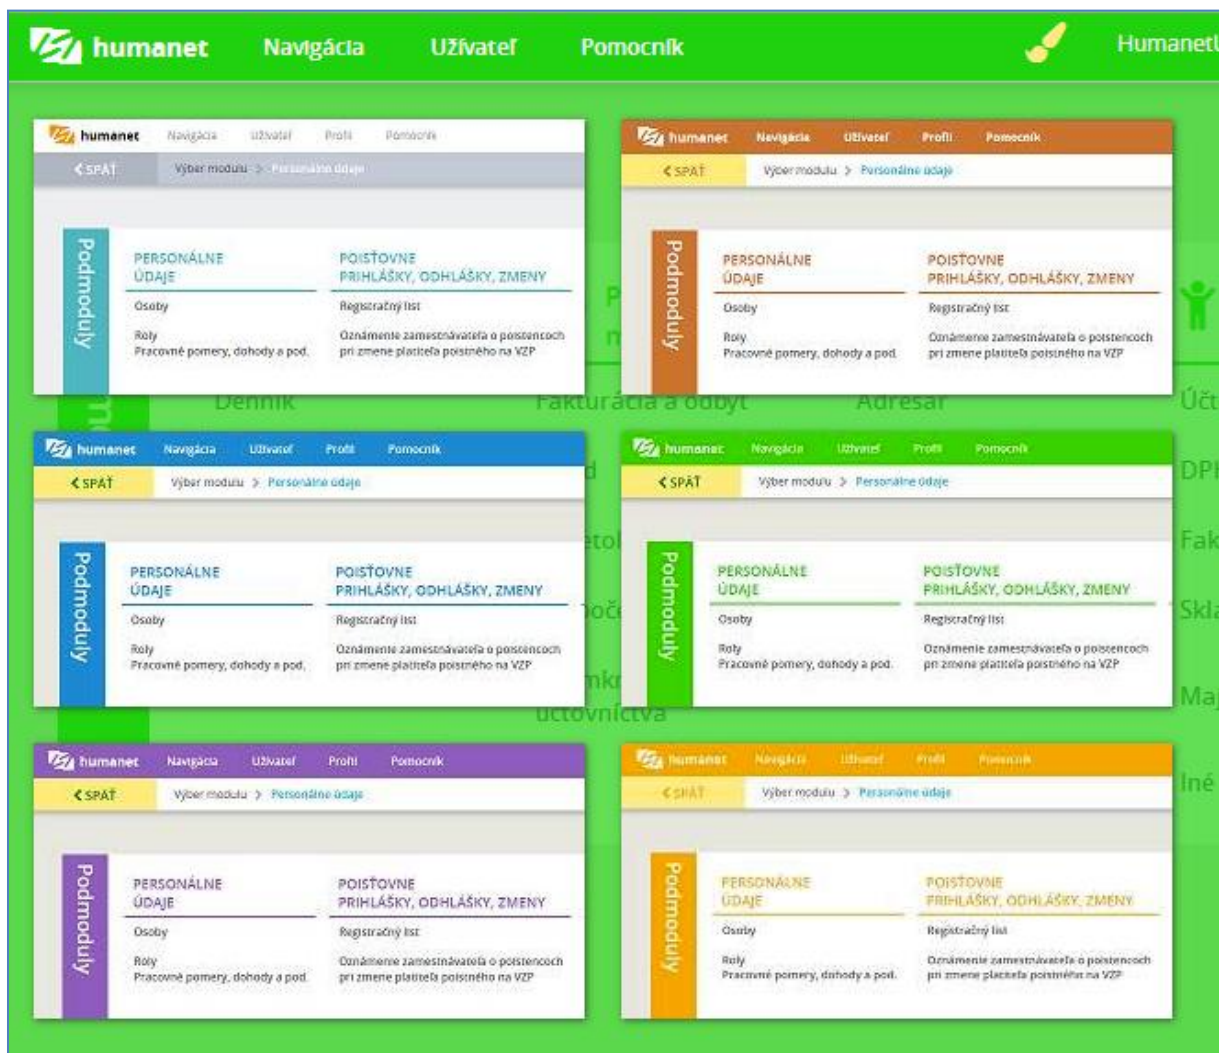 humanet Navigácia Užívateľ Pomocník HumanetU
humanet Navigácia Užívateľ Profil Pomocník
SPÄŤ Výber modulu > Personálne údaje
Podmoduly
PERSONÁLNE
ÚDAJE
Osoby
Roly
Pracovné pomery, dohody a pod.
POISŤOVNE
PRIHLÁŠKY, ODHLÁŠKY, ZMENY
Registračný list
Oznámenie zamestnávateľa o poistencoch
pri zmene platiteľa poistného na VZP
humanet Navigácia Užívateľ Profil Pomocník
SPÄŤ Výber modulu > Personálne údaje
Podmoduly
PERSONÁLNE
ÚDAJE
Osoby
Roly
Pracovné pomery, dohody a pod.
POISŤOVNE
PRIHLÁŠKY, ODHLÁŠKY, ZMENY
Registračný list
Oznámenie zamestnávateľa o poistencoch
pri zmene platiteľa poistného na VZP
Denník Fakturácia a odbyt Adresár Účt
humanet Navigácia Užívateľ Profil Pomocník
SPÄŤ Výber modulu > Personálne údaje
Podmoduly
PERSONÁLNE
ÚDAJE
Osoby
Roly
Pracovné pomery, dohody a pod.
POISŤOVNE
PRIHLÁŠKY, ODHLÁŠKY, ZMENY
Registračný list
Oznámenie zamestnávateľa o poistencoch
pri zmene platiteľa poistného na VZP
humanet Navigácia Užívateľ Profil Pomocník
SPÄŤ Výber modulu > Personálne údaje
Podmoduly
PERSONÁLNE
ÚDAJE
Osoby
Roly
Pracovné pomery, dohody a pod.
POISŤOVNE
PRIHLÁŠKY, ODHLÁŠKY, ZMENY
Registračný list
Oznámenie zamestnávateľa o poistencoch
pri zmene platiteľa poistného na VZP
DPH
Fak
Skla
Maj
účtovníctva
humanet Navigácia Užívateľ Profil Pomocník
SPÄŤ Výber modulu > Personálne údaje
Podmoduly
PERSONÁLNE
ÚDAJE
Osoby
Roly
Pracovné pomery, dohody a pod.
POISŤOVNE
PRIHLÁŠKY, ODHLÁŠKY, ZMENY
Registračný list
Oznámenie zamestnávateľa o poistencoch
pri zmene platiteľa poistného na VZP
humanet Navigácia Užívateľ Profil Pomocník
SPÄŤ Výber modulu > Personálne údaje
Podmoduly
PERSONÁLNE
ÚDAJE
Osoby
Roly
Pracovné pomery, dohody a pod.
POISŤOVNE
PRIHLÁŠKY, ODHLÁŠKY, ZMENY
Registračný list
Oznámenie zamestnávateľa o poistencoch
pri zmene platiteľa poistného na VZP
Iné